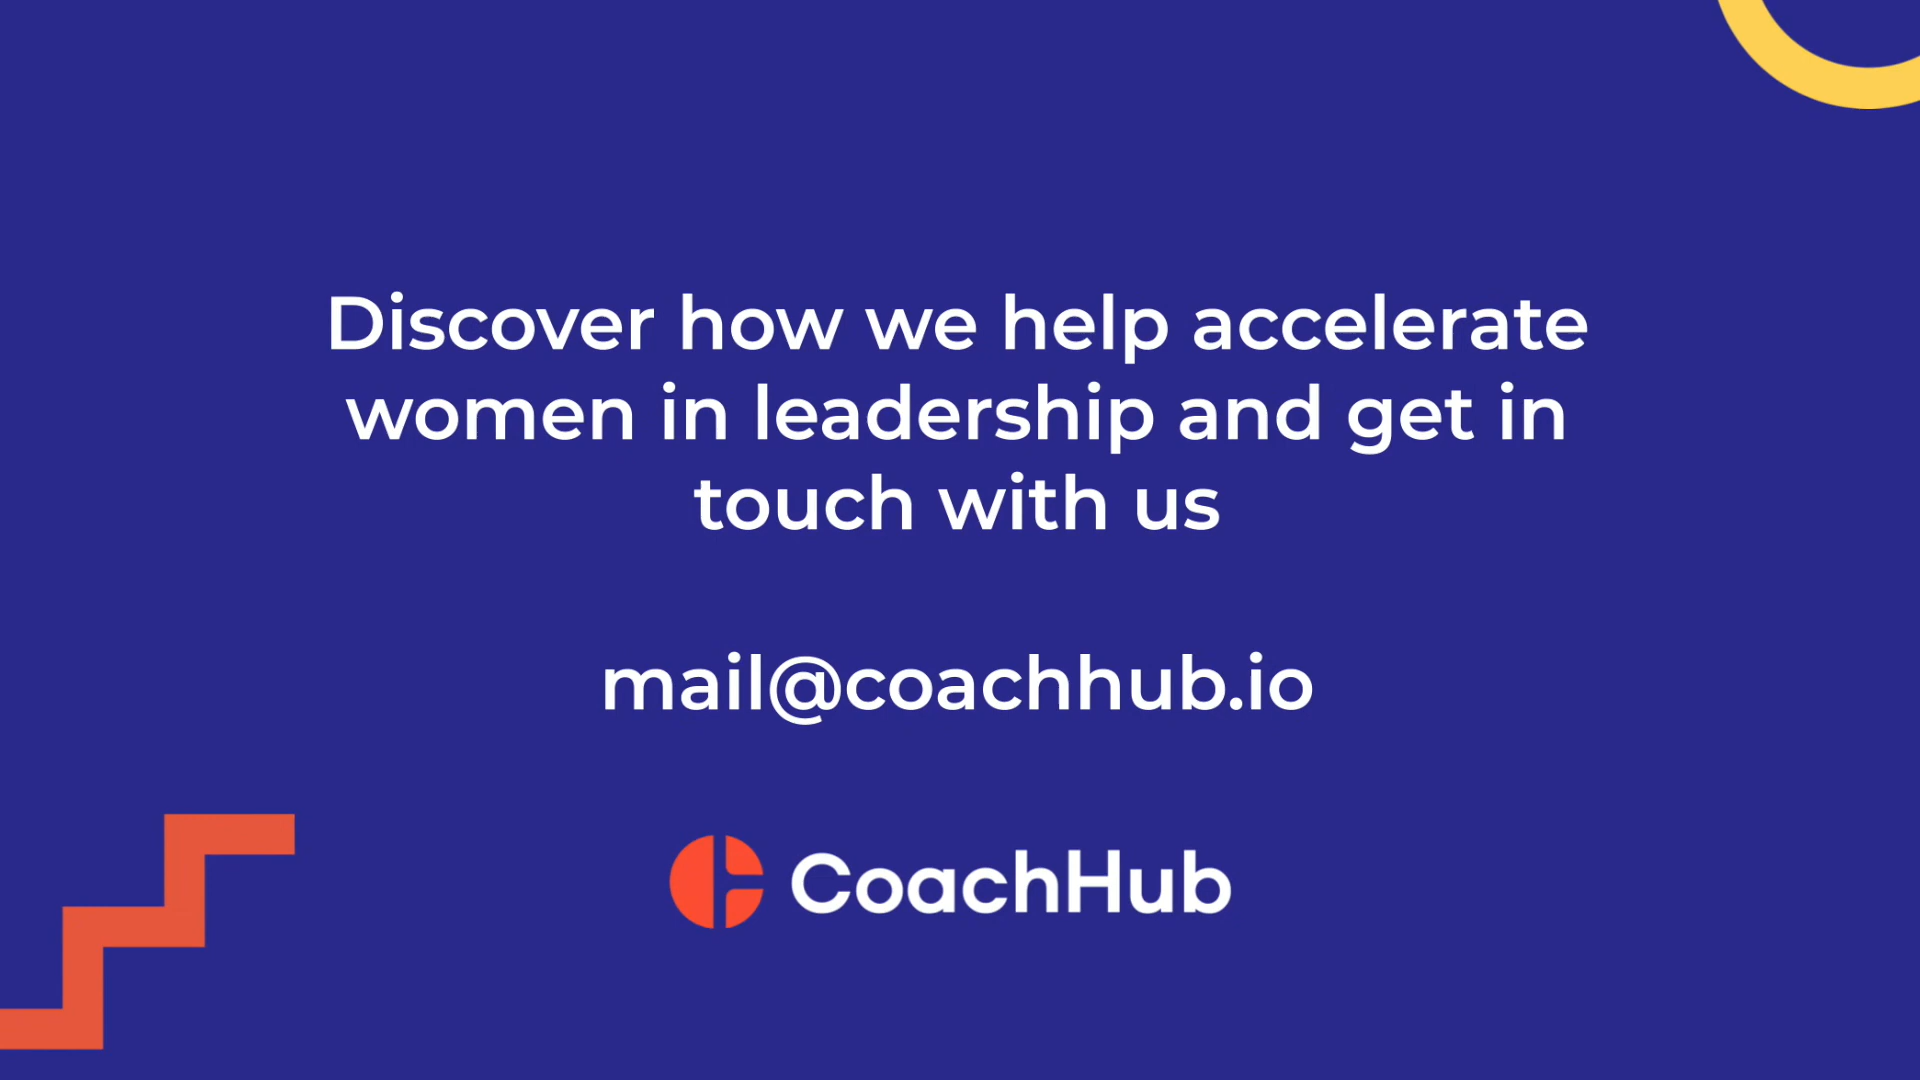 Discover how we help accelerate
women in leadership and get in
touch with us
mail@coachhub.io
CoachHub